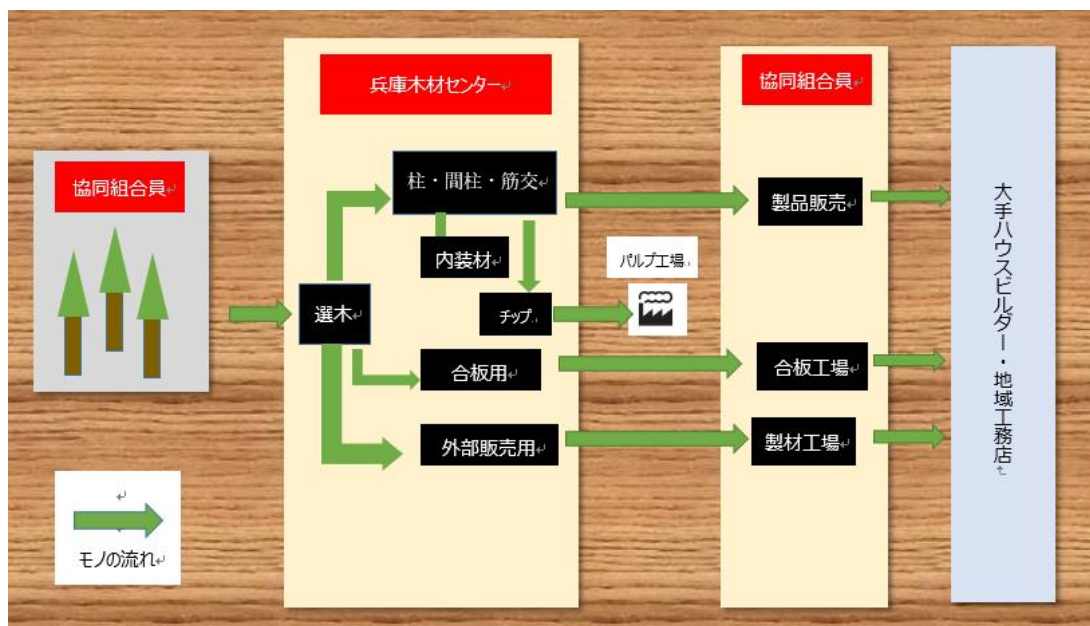 兵庫木材センター
協同組合員
協同組合員
柱・間柱・筋交
製品販売
内装材
パルプ工場
選木
チップ
合板用
合板工場
外部販売用
製材工場
大手ハウスビルダー・地域工務店
モノの流れ